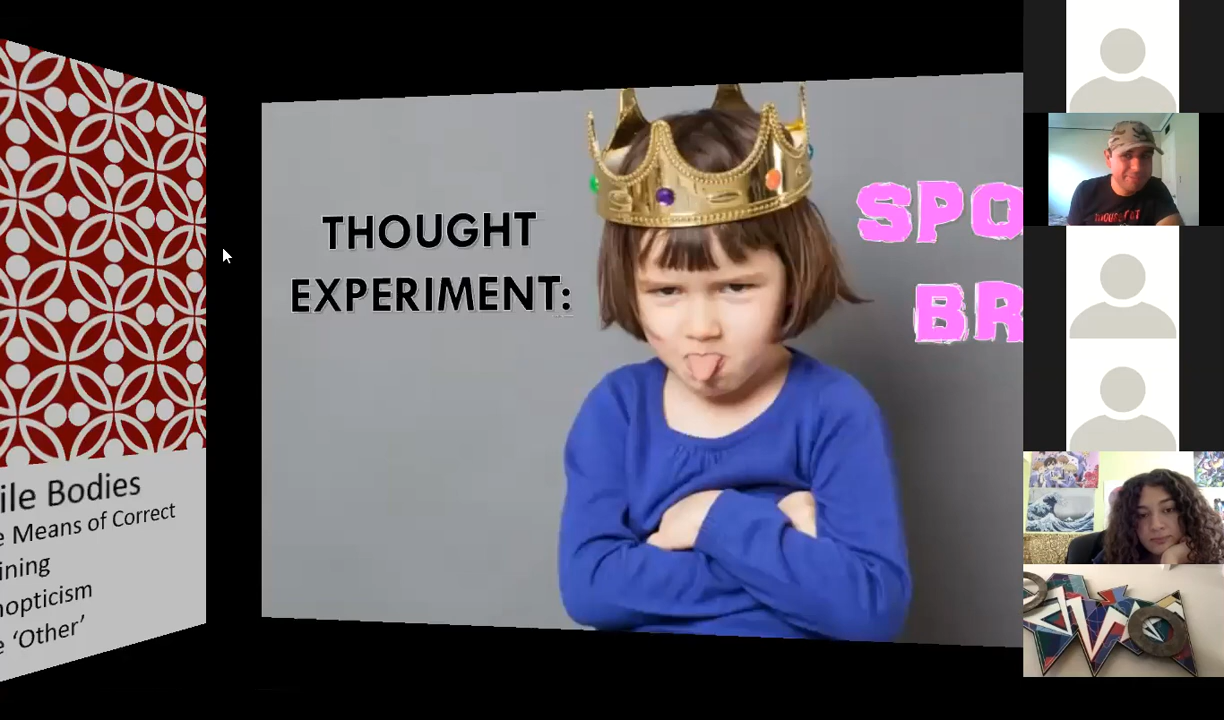 ile Bodies
e Means of Correct
ining
nopticism
e ‘Other’
THOUGHT
EXPERIMENT:
SPO
BR